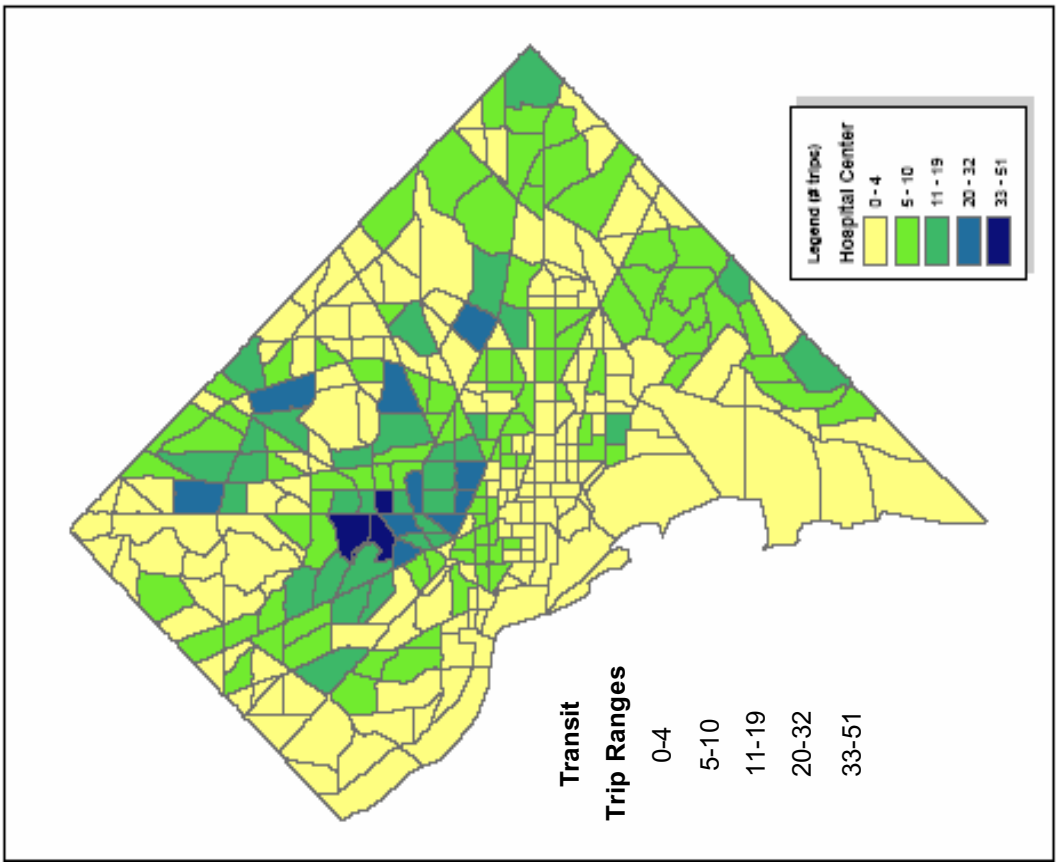 Legend (# trips)
Hospital Center
0 - 4
5 - 10
11 - 19
20 - 32
33 - 51
Transit
Trip Ranges
0-4
5-10
11-19
20-32
33-51